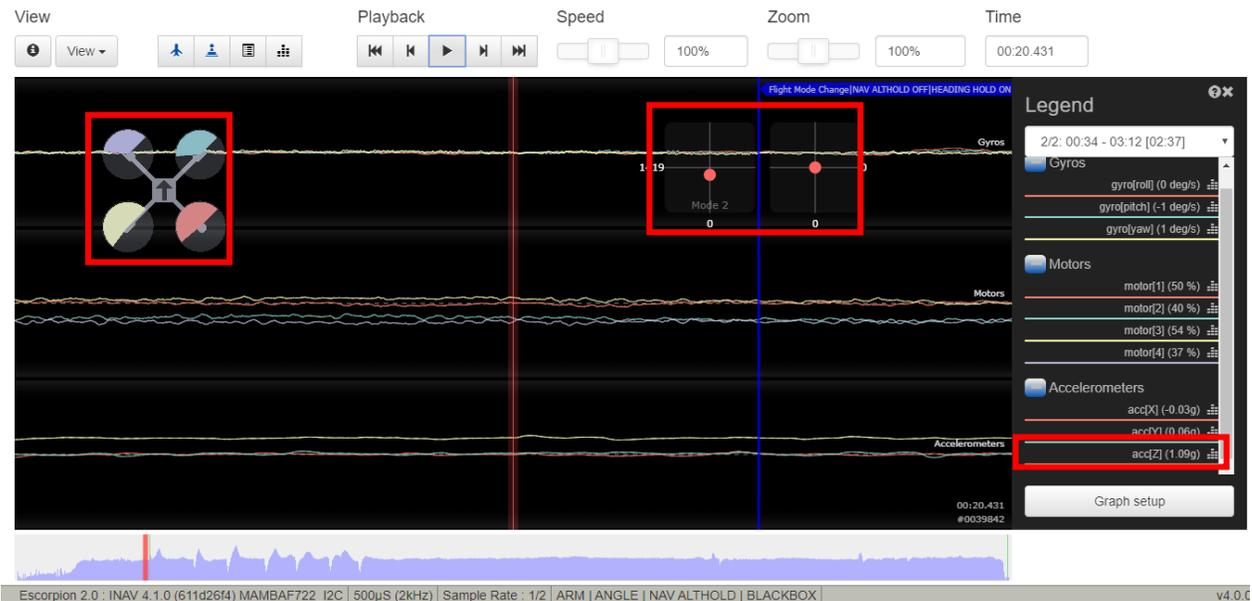 View Playback Speed Zoom Time
View 100% 100% 00:20.431
Flight Mode Change|NAV ALTHOLD OFF|HEADING HOLD ON
Gyros
1419
0
Mode 2
0 0
Motors
Accelerometers
00:20.431
#0039842
Legend
2/2: 00:34 - 03:12 [02:37]
Gyros
gyro[roll] (0 deg/s)
gyro[pitch] (-1 deg/s)
gyro[yaw] (1 deg/s)
Motors
motor[1] (50 %)
motor[2] (40 %)
motor[3] (54 %)
motor[4] (37 %)
Accelerometers
acc[X] (-0.03g)
acc[Y] (0.06g)
acc[Z] (1.09g)
Graph setup
Escorpion 2.0 : INAV 4.1.0 (611d26f4) MAMBAF722_I2C 500µS (2kHz) Sample Rate : 1/2 ARM | ANGLE | NAV ALTHOLD | BLACKBOX v4.0.0